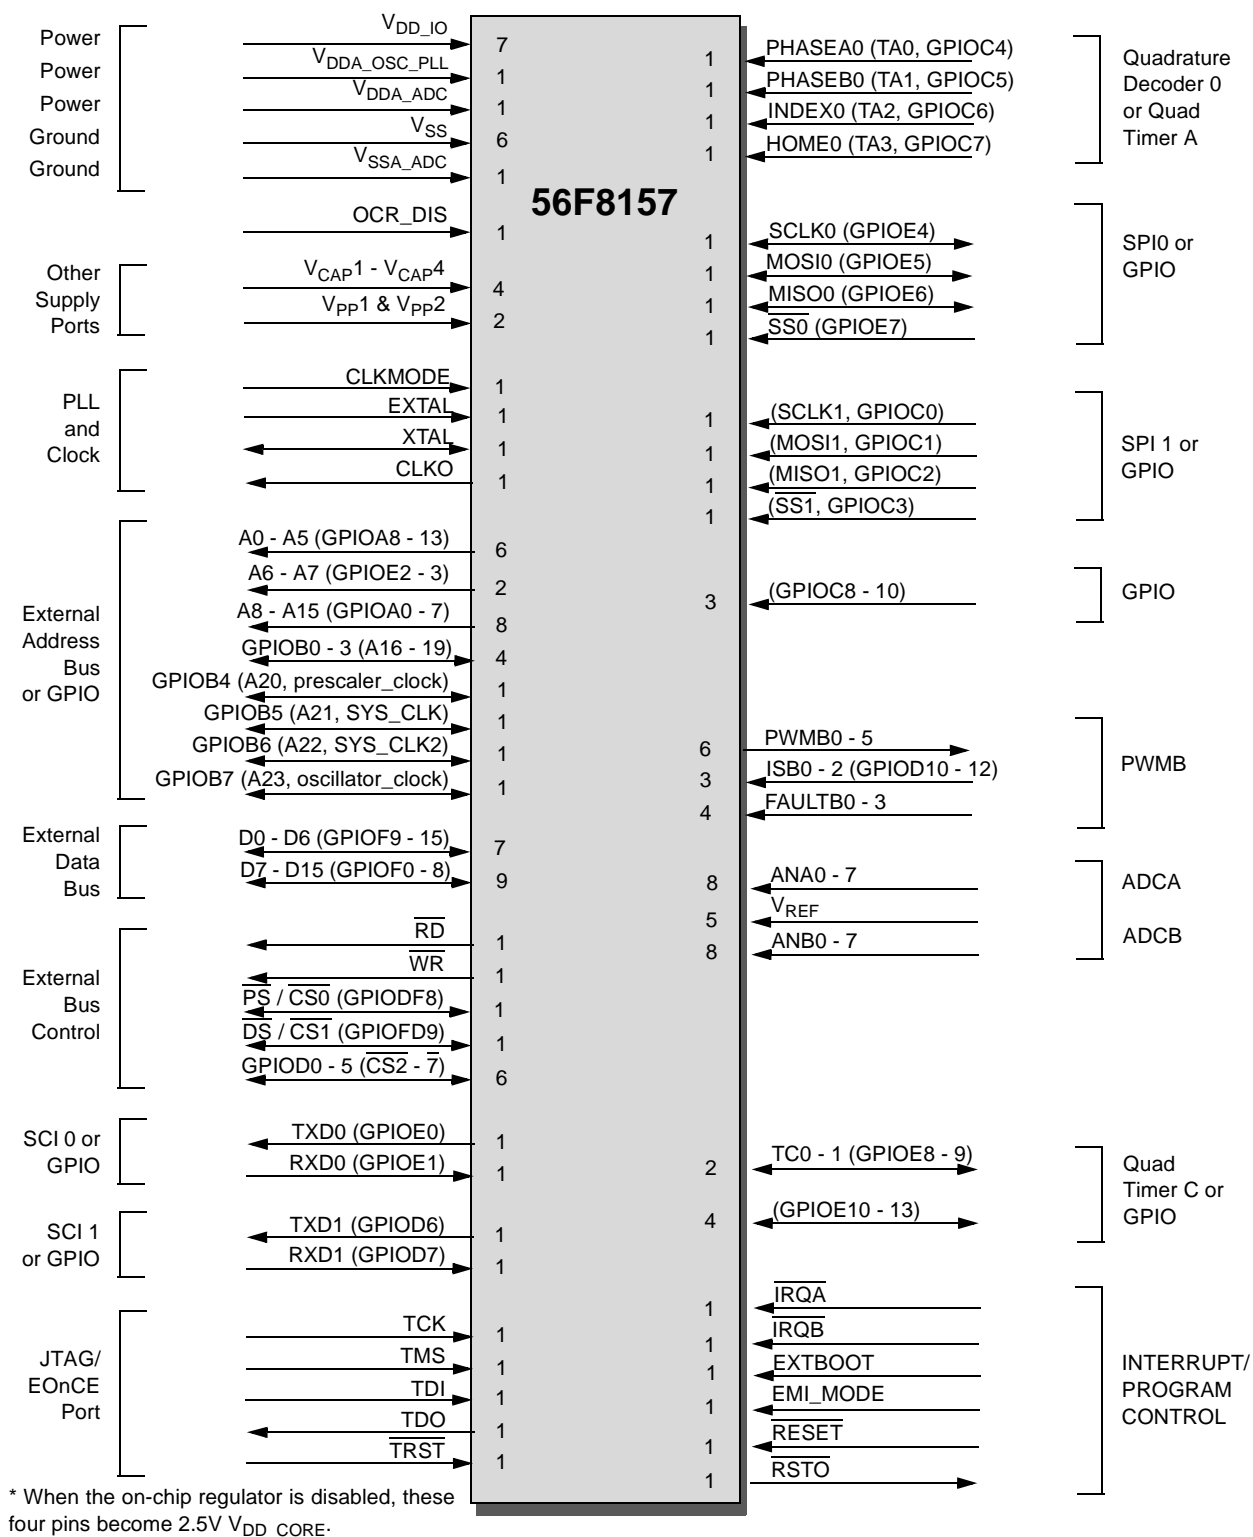 56F8157
Power
Power
Power
Ground
Ground
V_DD_IO 7
V_DDA_OSC_PLL 1
V_DDA_ADC 1
V_SS 6
V_SSA_ADC 1
OCR_DIS 1
Other
Supply
Ports
V_CAP1 - V_CAP4 4
V_PP1 & V_PP2 2
PLL
and
Clock
CLKMODE 1
EXTAL 1
XTAL 1
CLKO 1
External
Address
Bus
or GPIO
A0 - A5 (GPIOA8 - 13) 6
A6 - A7 (GPIOE2 - 3) 2
A8 - A15 (GPIOA0 - 7) 8
GPIOB0 - 3 (A16 - 19) 4
GPIOB4 (A20, prescaler_clock) 1
GPIOB5 (A21, SYS_CLK) 1
GPIOB6 (A22, SYS_CLK2) 1
GPIOB7 (A23, oscillator_clock) 1
External
Data
Bus
D0 - D6 (GPIOF9 - 15) 7
D7 - D15 (GPIOF0 - 8) 9
External
Bus
Control
RD 1
WR 1
PS / CS0 (GPIODF8) 1
DS / CS1 (GPIOFD9) 1
GPIOD0 - 5 (CS2 - 7) 6
SCI 0 or
GPIO
TXD0 (GPIOE0) 1
RXD0 (GPIOE1) 1
SCI 1
or GPIO
TXD1 (GPIOD6) 1
RXD1 (GPIOD7) 1
JTAG/
EOnCE
Port
TCK 1
TMS 1
TDI 1
TDO 1
TRST 1
1 PHASEA0 (TA0, GPIOC4)
1 PHASEB0 (TA1, GPIOC5)
1 INDEX0 (TA2, GPIOC6)
1 HOME0 (TA3, GPIOC7)
Quadrature
Decoder 0
or Quad
Timer A
1 SCLK0 (GPIOE4)
1 MOSI0 (GPIOE5)
1 MISO0 (GPIOE6)
1 SS0 (GPIOE7)
SPI0 or
GPIO
1 (SCLK1, GPIOC0)
1 (MOSI1, GPIOC1)
1 (MISO1, GPIOC2)
1 (SS1, GPIOC3)
SPI 1 or
GPIO
3 (GPIOC8 - 10)
GPIO
6 PWMB0 - 5
3 ISB0 - 2 (GPIOD10 - 12)
4 FAULTB0 - 3
PWMB
8 ANA0 - 7
5 V_REF
8 ANB0 - 7
ADCA
ADCB
2 TC0 - 1 (GPIOE8 - 9)
4 (GPIOE10 - 13)
Quad
Timer C or
GPIO
1 IRQA
1 IRQB
1 EXTBOOT
1 EMI_MODE
1 RESET
1 RSTO
INTERRUPT/
PROGRAM
CONTROL
* When the on-chip regulator is disabled, these
four pins become 2.5V V_DD_CORE.